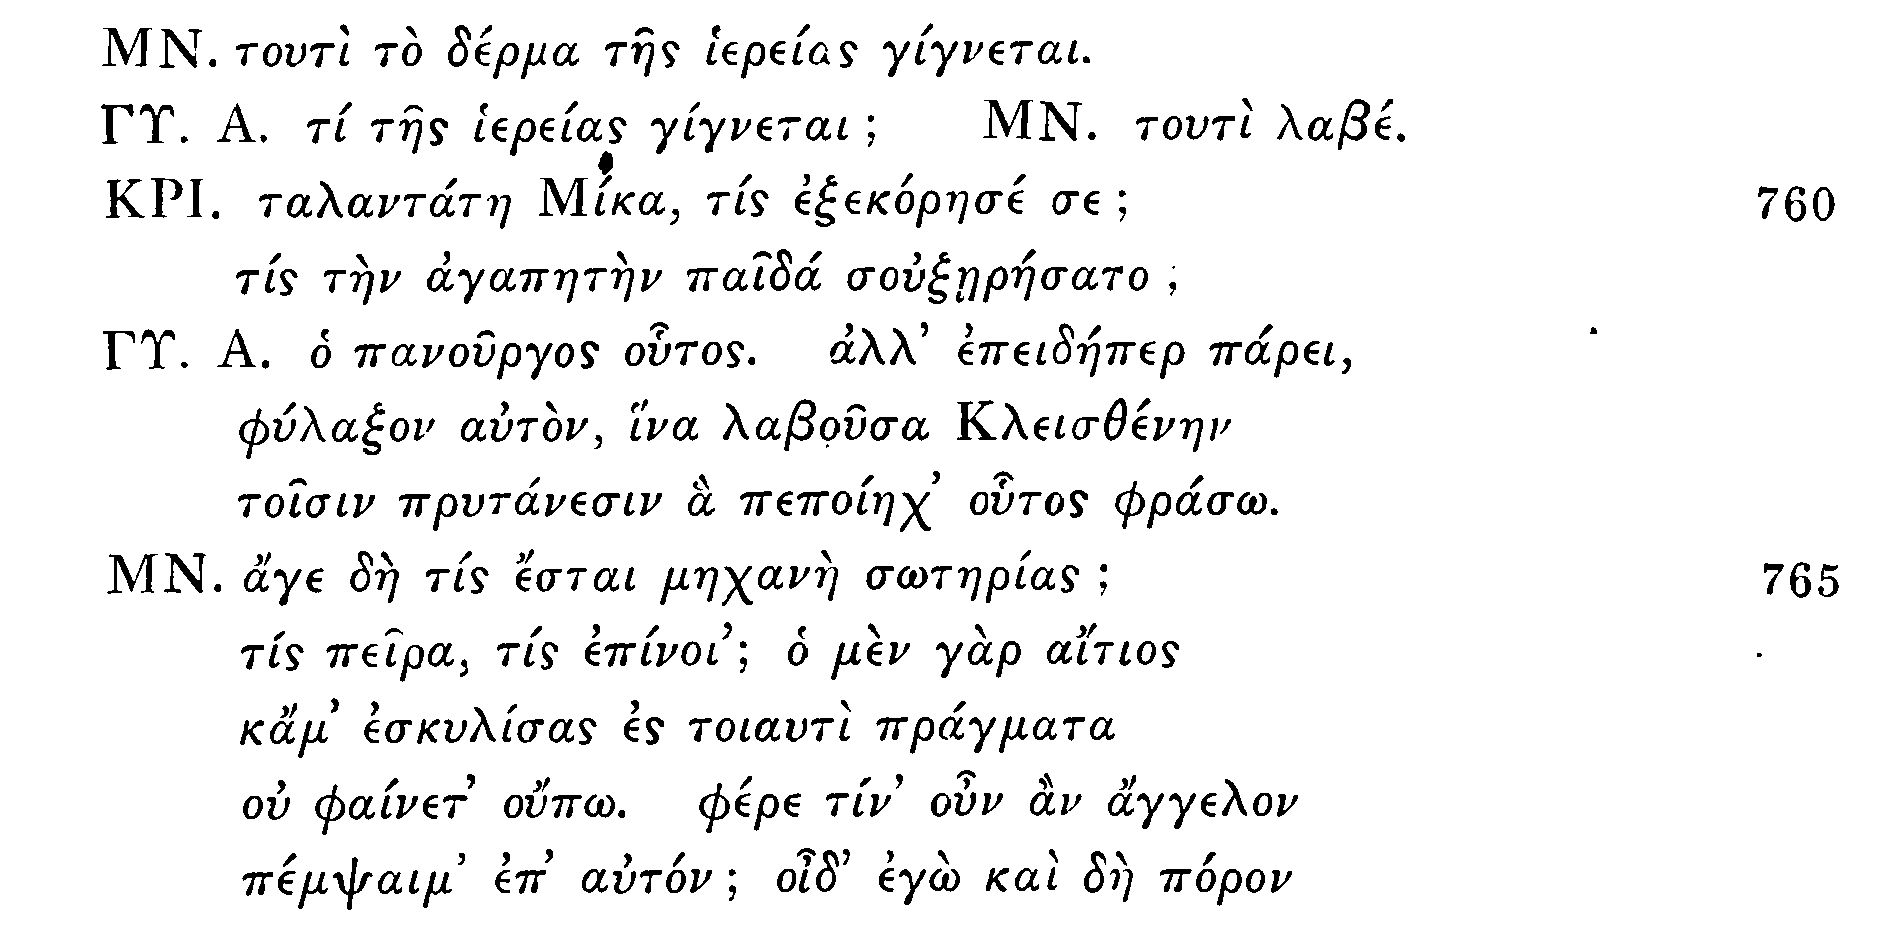 ΜΝ. τουτὶ τὸ δέρμα τῆς ἱερείας γίγνεται.
ΓΥ. Α. τί τῆς ἱερείας γίγνεται; ΜΝ. τουτὶ λαβέ.
ΚΡΙ. ταλαντάτη Μίκα, τίς ἐξεκόρησέ σε; 760
τίς τὴν ἀγαπητὴν παῖδά σοὐξῃρήσατο;
ΓΥ. Α. ὁ πανοῦργος οὗτος. ἀλλ’ ἐπειδήπερ πάρει,
φύλαξον αὐτὸν, ἵνα λαβοῦσα Κλεισθένην
τοῖσιν πρυτάνεσιν ἃ πεποίηχ’ οὗτος φράσω.
ΜΝ. ἄγε δὴ τίς ἔσται μηχανὴ σωτηρίας; 765
τίς πεῖρα, τίς ἐπίνοι’; ὁ μὲν γὰρ αἴτιος
κἄμ’ ἐσκυλίσας ἐς τοιαυτὶ πράγματα
οὐ φαίνετ’ οὔπω. φέρε τίν’ οὖν ἂν ἄγγελον
πέμψαιμ’ ἐπ’ αὐτόν; οἶδ’ ἐγὼ καὶ δὴ πόρον